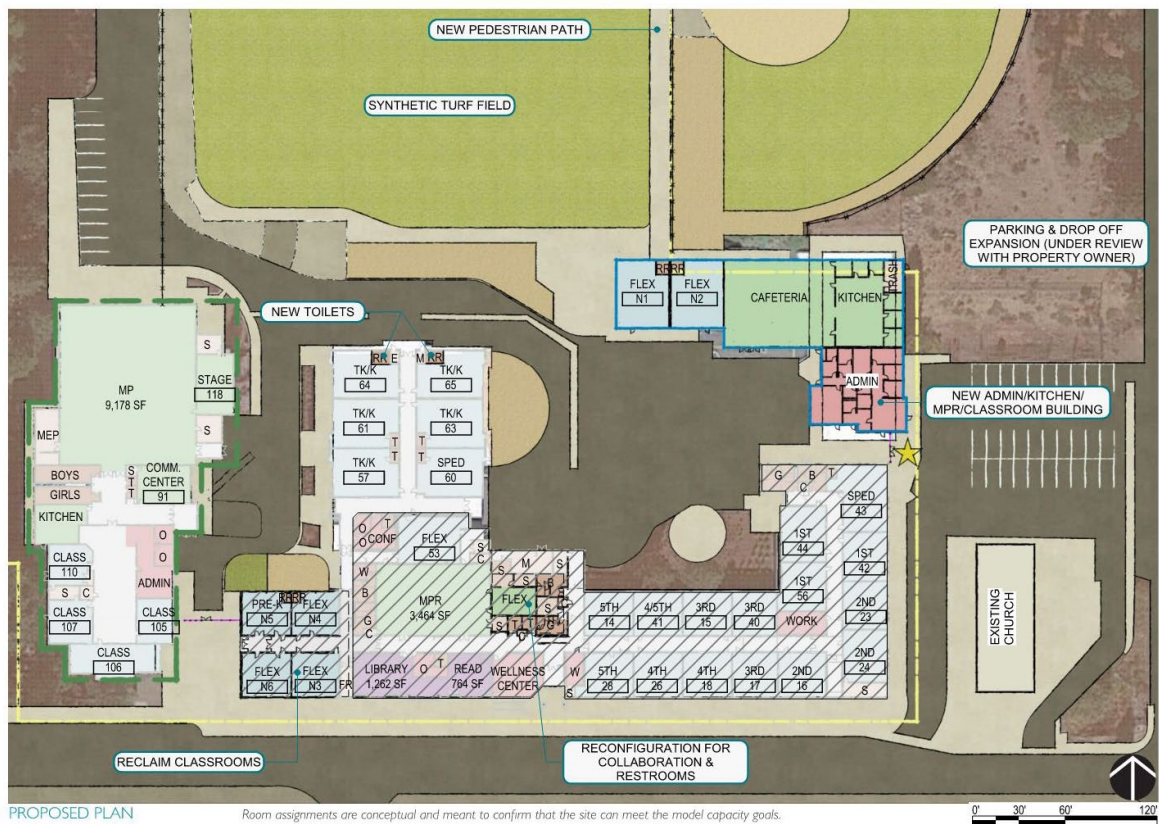 NEW PEDESTRIAN PATH
SYNTHETIC TURF FIELD
PARKING & DROP OFF
EXPANSION (UNDER REVIEW
WITH PROPERTY OWNER)
RR RR
TRASH
FLEX
N1
FLEX
N2
CAFETERIA
KITCHEN
NEW TOILETS
RR E
M RR
S
TK/K
64
TK/K
65
MP
9,178 SF
STAGE
118
ADMIN
NEW ADMIN/KITCHEN/
MPR/CLASSROOM BUILDING
TK/K
61
TK/K
63
MEP
S
T
T
T
T
BOYS
GIRLS
KITCHEN
S
T
T
COMM.
CENTER
91
TK/K
57
SPED
60
G
B
T
C
SPED
43
O
O
T
O
O
CONF
FLEX
53
S
C
1ST
44
1ST
42
CLASS
110
S
C
ADMIN
W
B
G
C
MPR
3,464 SF
S
M
S
T
S
B
FLEX
S
S
T
T
G
1ST
56
WORK
2ND
23
2ND
24
S
CLASS
107
CLASS
105
CLASS
106
RR RR
PRE-K
N5
FLEX
N4
FLEX
N6
FLEX
N3
FR
5TH
14
4/5TH
41
3RD
15
3RD
40
LIBRARY
1,262 SF
O
T
READ
764 SF
WELLNESS
CENTER
W
S
5TH
28
4TH
26
4TH
18
3RD
17
2ND
16
EXISTING
CHURCH
RECLAIM CLASSROOMS
RECONFIGURATION FOR
COLLABORATION &
RESTROOMS
PROPOSED PLAN
Room assignments are conceptual and meant to confirm that the site can meet the model capacity goals.
0' 30' 60' 120'